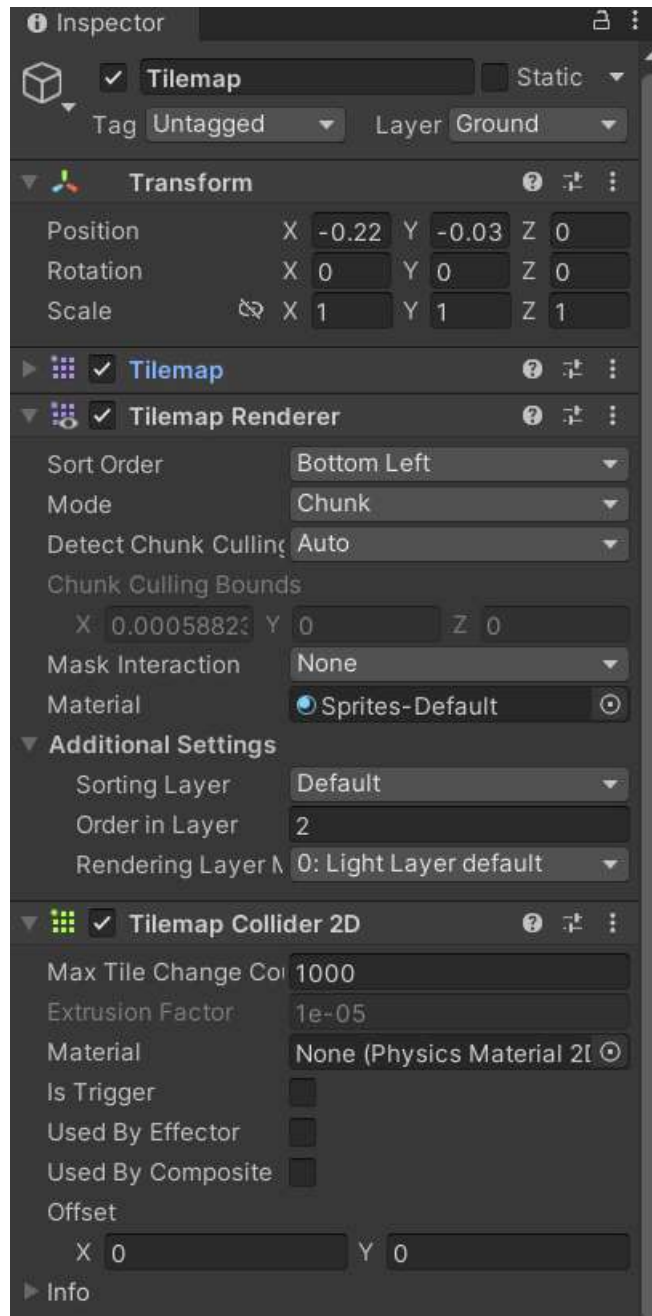 Inspector
Tilemap Static
Tag Untagged Layer Ground
Transform
Position X -0.22 Y -0.03 Z 0
Rotation X 0 Y 0 Z 0
Scale X 1 Y 1 Z 1
Tilemap
Tilemap Renderer
Sort Order Bottom Left
Mode Chunk
Detect Chunk Culling Auto
Chunk Culling Bounds
X 0.00058823 Y 0 Z 0
Mask Interaction None
Material Sprites-Default
Additional Settings
Sorting Layer Default
Order in Layer 2
Rendering Layer M 0: Light Layer default
Tilemap Collider 2D
Max Tile Change Cou 1000
Extrusion Factor 1e-05
Material None (Physics Material 2D
Is Trigger
Used By Effector
Used By Composite
Offset
X 0 Y 0
Info